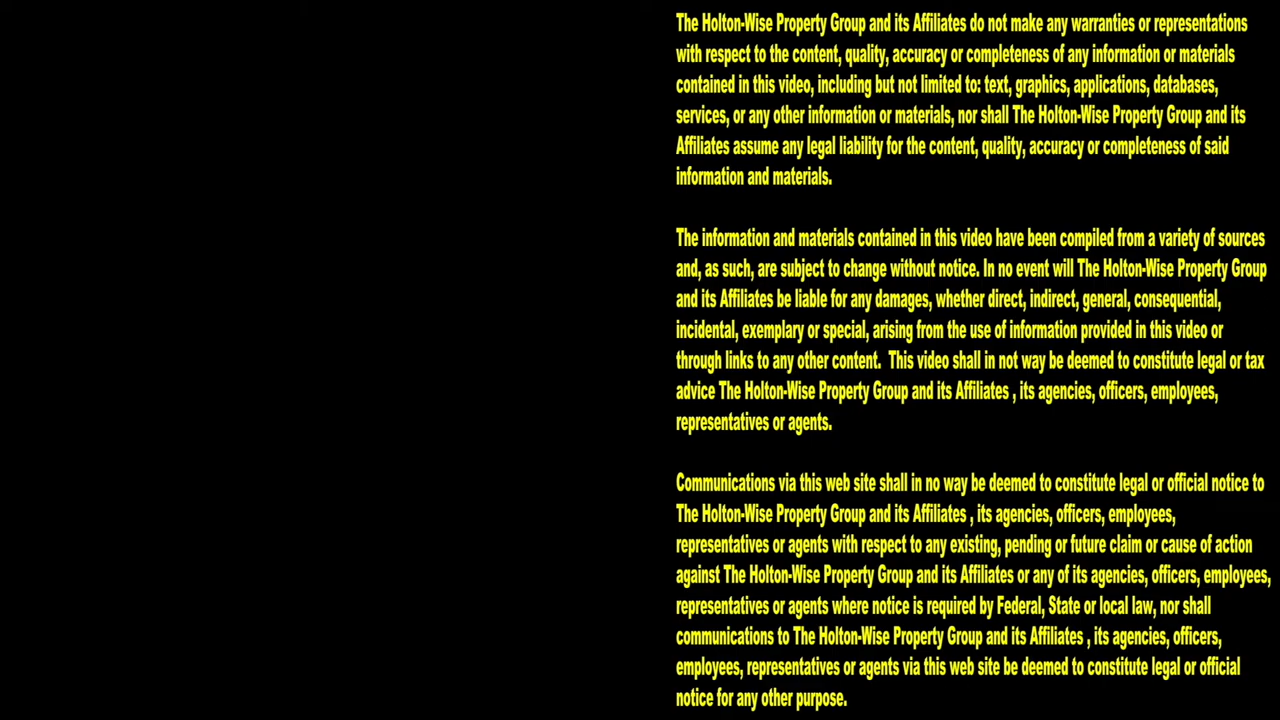 The Holton-Wise Property Group and its Affiliates do not make any warranties or representations
with respect to the content, quality, accuracy or completeness of any information or materials
contained in this video, including but not limited to: text, graphics, applications, databases,
services, or any other information or materials, nor shall The Holton-Wise Property Group and its
Affiliates assume any legal liability for the content, quality, accuracy or completeness of said
information and materials.
The information and materials contained in this video have been compiled from a variety of sources
and, as such, are subject to change without notice. In no event will The Holton-Wise Property Group
and its Affiliates be liable for any damages, whether direct, indirect, general, consequential,
incidental, exemplary or special, arising from the use of information provided in this video or
through links to any other content.  This video shall in not way be deemed to constitute legal or tax
advice The Holton-Wise Property Group and its Affiliates , its agencies, officers, employees,
representatives or agents.
Communications via this web site shall in no way be deemed to constitute legal or official notice to
The Holton-Wise Property Group and its Affiliates , its agencies, officers, employees,
representatives or agents with respect to any existing, pending or future claim or cause of action
against The Holton-Wise Property Group and its Affiliates or any of its agencies, officers, employees,
representatives or agents where notice is required by Federal, State or local law, nor shall
communications to The Holton-Wise Property Group and its Affiliates , its agencies, officers,
employees, representatives or agents via this web site be deemed to constitute legal or official
notice for any other purpose.